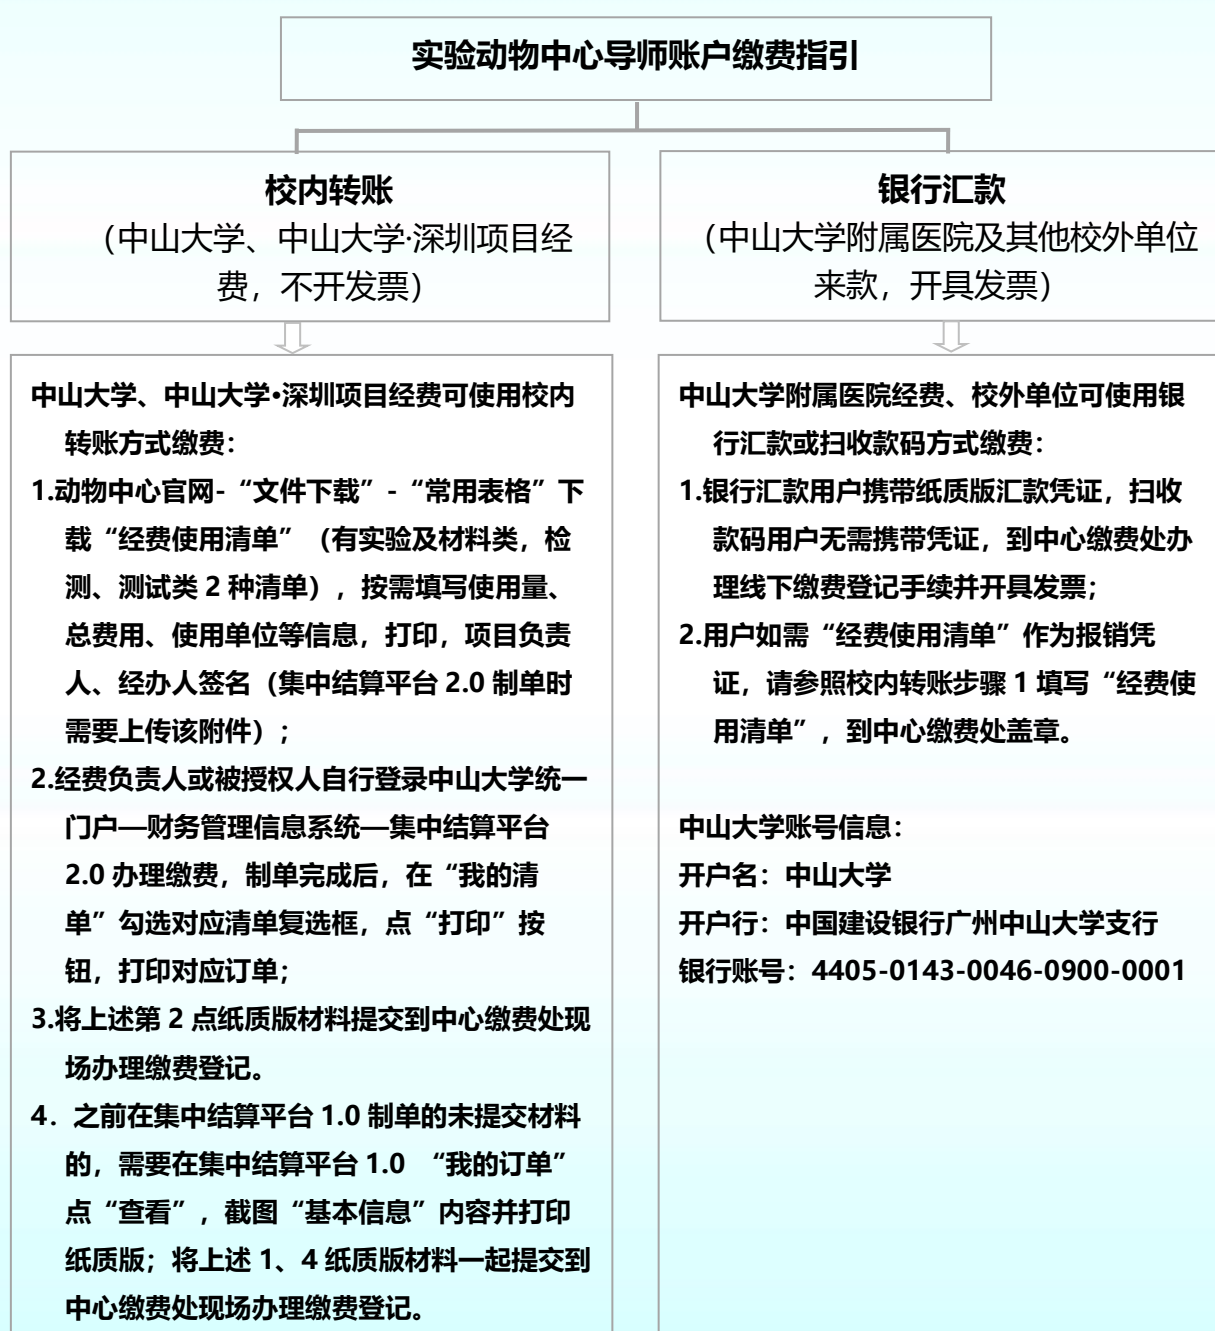 实验动物中心导师账户缴费指引
校内转账
（中山大学、中山大学·深圳项目经
费，不开发票）
银行汇款
（中山大学附属医院及其他校外单位
来款，开具发票）
中山大学、中山大学·深圳项目经费可使用校内
转账方式缴费：
1.动物中心官网-“文件下载”-“常用表格”下
载“经费使用清单”（有实验及材料类，检
测、测试类 2 种清单），按需填写使用量、
总费用、使用单位等信息，打印，项目负责
人、经办人签名（集中结算平台 2.0 制单时
需要上传该附件）；
2.经费负责人或被授权人自行登录中山大学统一
门户—财务管理信息系统—集中结算平台
2.0 办理缴费，制单完成后，在“我的清
单”勾选对应清单复选框，点“打印”按
钮，打印对应订单；
3.将上述第 2 点纸质版材料提交到中心缴费处现
场办理缴费登记。
4．之前在集中结算平台 1.0 制单的未提交材料
的，需要在集中结算平台 1.0 “我的订单”
点“查看”，截图“基本信息”内容并打印
纸质版；将上述 1、4 纸质版材料一起提交到
中心缴费处现场办理缴费登记。
中山大学附属医院经费、校外单位可使用银
行汇款或扫收款码方式缴费：
1.银行汇款用户携带纸质版汇款凭证，扫收
款码用户无需携带凭证，到中心缴费处办
理线下缴费登记手续并开具发票；
2.用户如需“经费使用清单”作为报销凭
证，请参照校内转账步骤 1 填写“经费使
用清单”，到中心缴费处盖章。
中山大学账号信息：
开户名：中山大学
开户行：中国建设银行广州中山大学支行
银行账号：4405-0143-0046-0900-0001